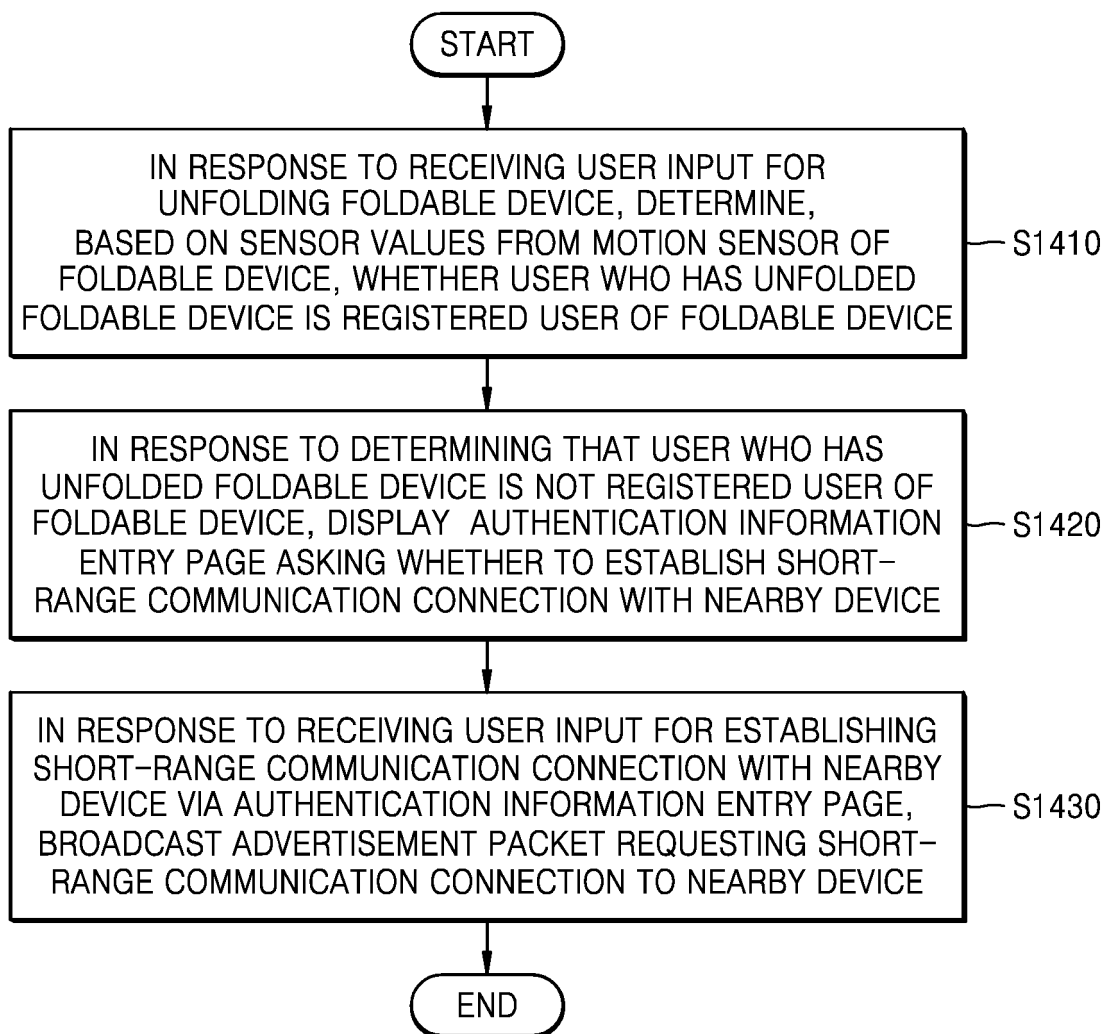 START
IN RESPONSE TO RECEIVING USER INPUT FOR
UNFOLDING FOLDABLE DEVICE, DETERMINE,
BASED ON SENSOR VALUES FROM MOTION SENSOR OF
FOLDABLE DEVICE, WHETHER USER WHO HAS UNFOLDED
FOLDABLE DEVICE IS REGISTERED USER OF FOLDABLE DEVICE
S1410
IN RESPONSE TO DETERMINING THAT USER WHO HAS
UNFOLDED FOLDABLE DEVICE IS NOT REGISTERED USER OF
FOLDABLE DEVICE, DISPLAY AUTHENTICATION INFORMATION
ENTRY PAGE ASKING WHETHER TO ESTABLISH SHORT-
RANGE COMMUNICATION CONNECTION WITH NEARBY DEVICE
S1420
IN RESPONSE TO RECEIVING USER INPUT FOR ESTABLISHING
SHORT-RANGE COMMUNICATION CONNECTION WITH NEARBY
DEVICE VIA AUTHENTICATION INFORMATION ENTRY PAGE,
BROADCAST ADVERTISEMENT PACKET REQUESTING SHORT-
RANGE COMMUNICATION CONNECTION TO NEARBY DEVICE
S1430
END